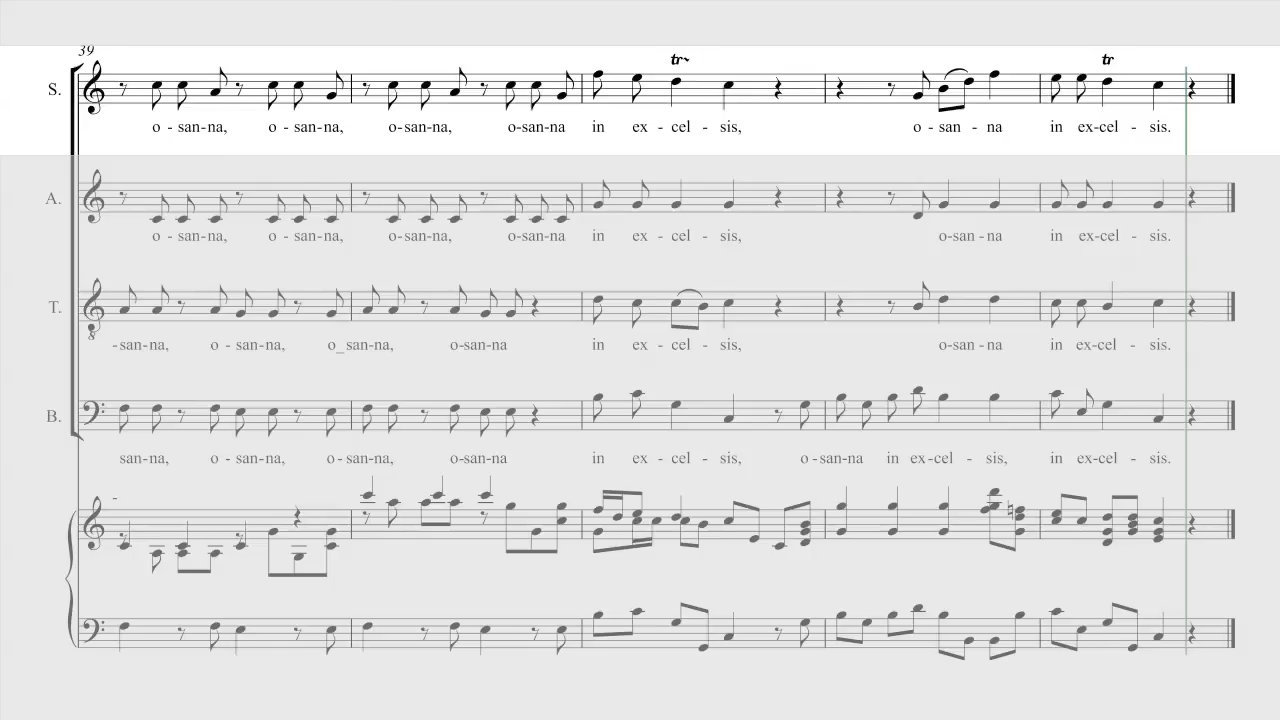 39
tr
S.
o - san-na, o - san-na, o-san-na, o-san-na in ex - cel - sis, o - san - na in ex-cel - sis.
tr
A.
o - san-na, o - san-na, o-san-na, o-san-na in ex - cel - sis, o-san - na in ex-cel - sis.
T.
-san-na, o - san-na, o_san-na, o-san-na in ex - cel - sis, o-san - na in ex-cel - sis.
B.
san-na, o - san-na, o - san-na, o-san-na in ex - cel - sis, o - san-na in ex-cel - sis, in ex-cel - sis.